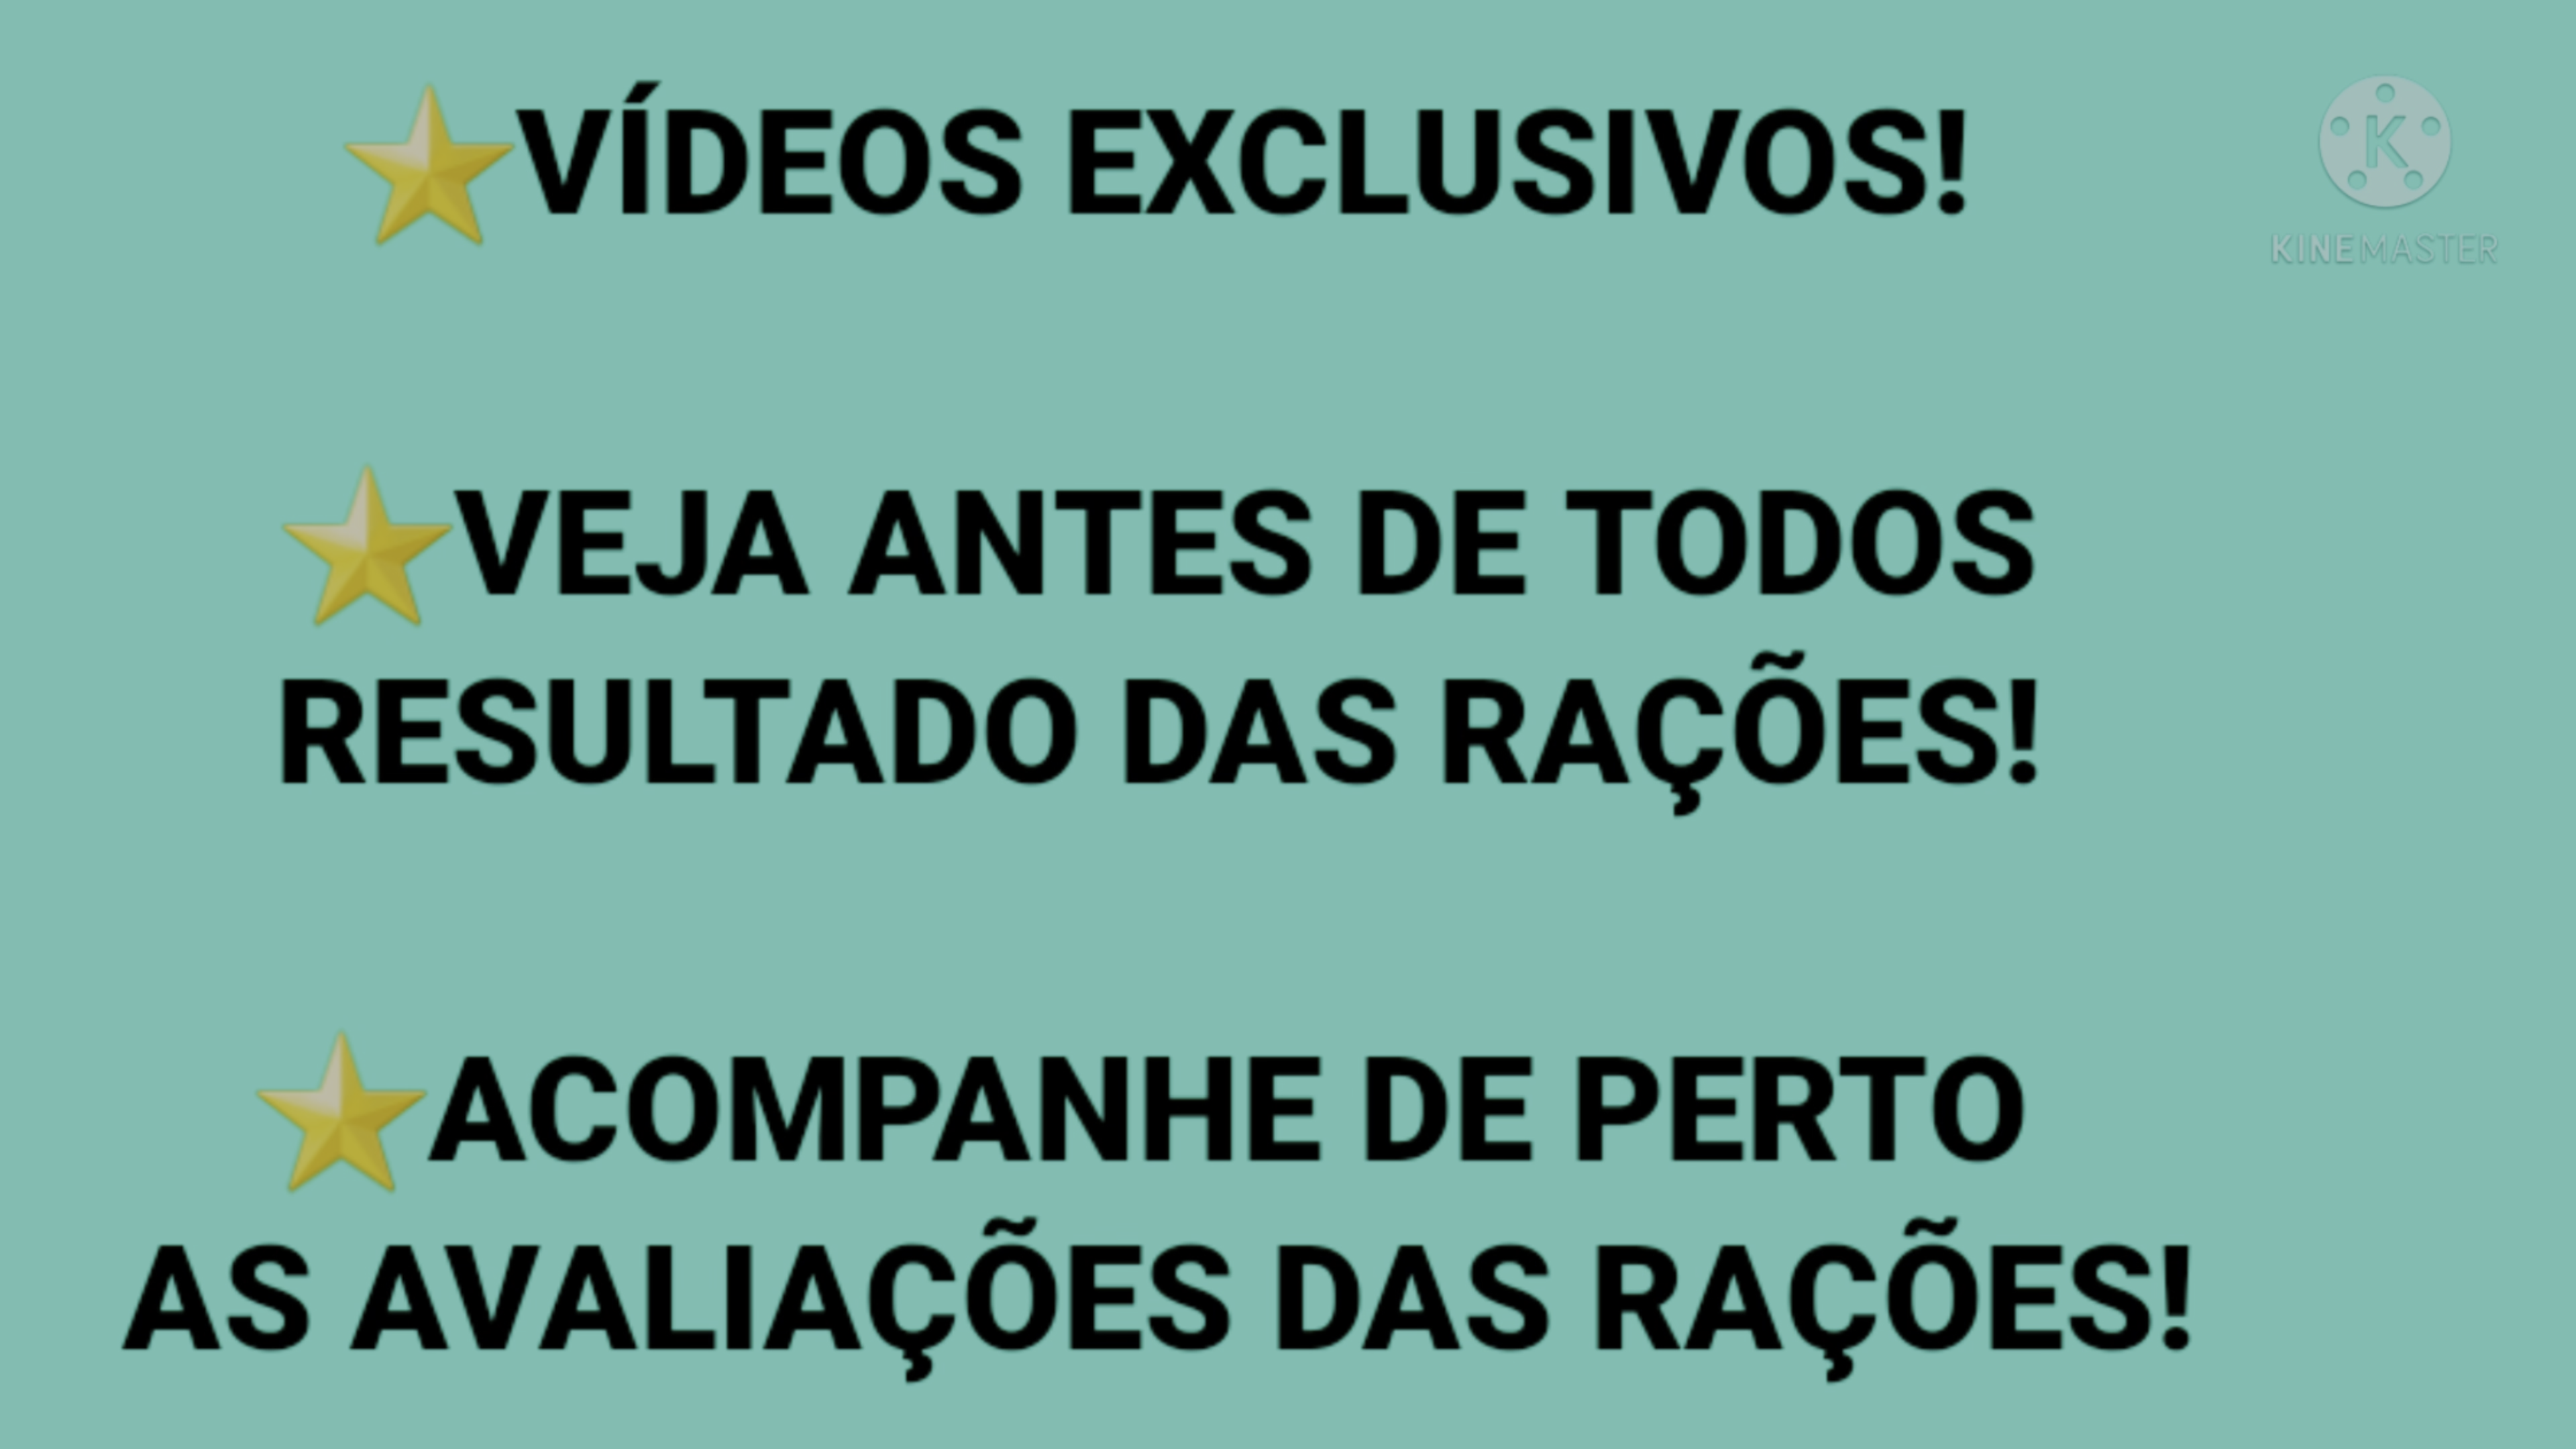 ⭐VÍDEOS EXCLUSIVOS!
K
KINEMASTER
⭐VEJA ANTES DE TODOS
RESULTADO DAS RAÇÕES!
⭐ACOMPANHE DE PERTO
AS AVALIAÇÕES DAS RAÇÕES!